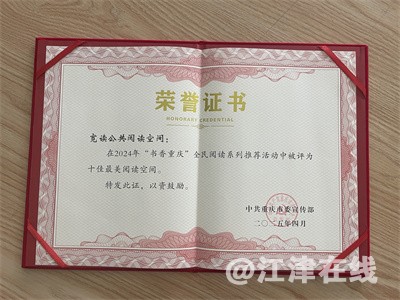 荣誉证书
HONORARY CREDENTIAL
宽读公共阅读空间：
在2024年“书香重庆”全民阅读系列推荐活动中被评为
十佳最美阅读空间。
特发此证，以资鼓励。
中共重庆市委宣传部
二〇二五年四月
@江津在线